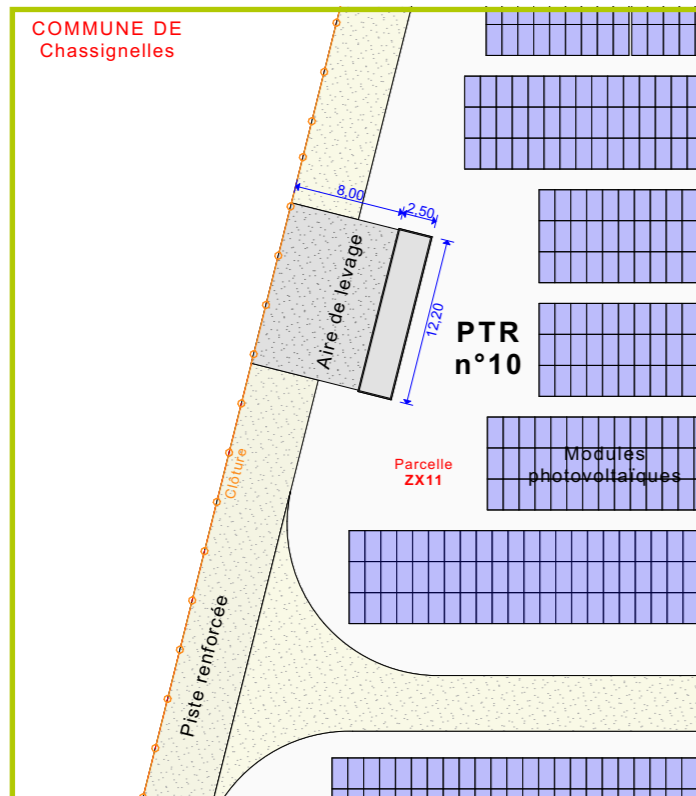 COMMUNE DE
Chassignelles
8,00
2,50
Aire de levage
12,20
PTR
n°10
Parcelle
ZX11
Modules
photovoltaïques
Clôture
Piste renforcée